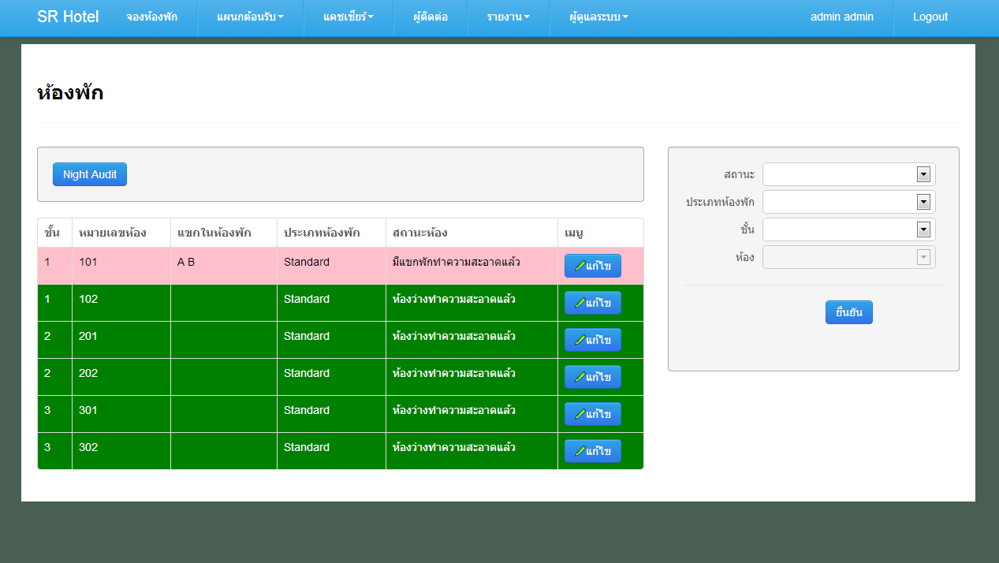 SR Hotel จองห้องพัก แผนกต้อนรับ แคชเชียร์ ผู้ติดต่อ รายงาน ผู้ดูแลระบบ admin admin Logout
ห้องพัก
Night Audit
ชั้น หมายเลขห้อง แขกในห้องพัก ประเภทห้องพัก สถานะห้อง เมนู
1 101 A B Standard มีแขกพักทำความสะอาดแล้ว แก้ไข
1 102 Standard ห้องว่างทำความสะอาดแล้ว แก้ไข
2 201 Standard ห้องว่างทำความสะอาดแล้ว แก้ไข
2 202 Standard ห้องว่างทำความสะอาดแล้ว แก้ไข
3 301 Standard ห้องว่างทำความสะอาดแล้ว แก้ไข
3 302 Standard ห้องว่างทำความสะอาดแล้ว แก้ไข
สถานะ
ประเภทห้องพัก
ชั้น
ห้อง
ยืนยัน